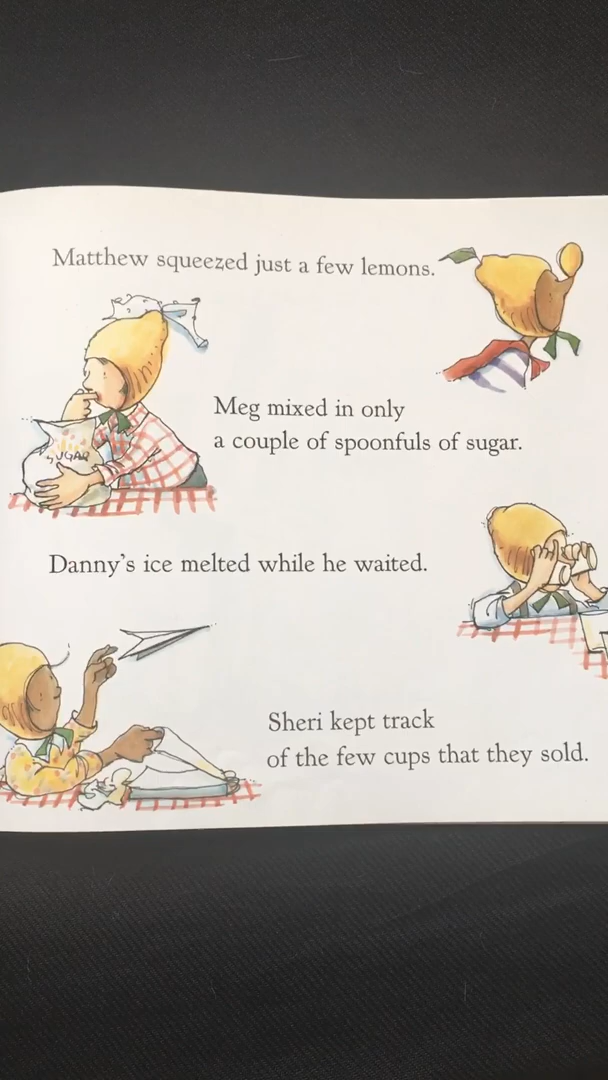 Matthew squeezed just a few lemons.
SUGAR
Meg mixed in only
a couple of spoonfuls of sugar.
Danny's ice melted while he waited.
Sheri kept track
of the few cups that they sold.